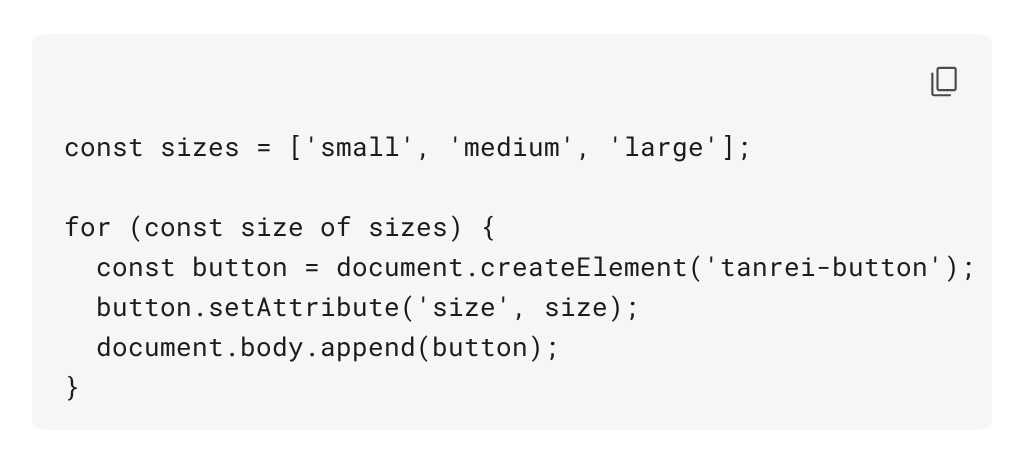 const sizes = ['small', 'medium', 'large'];

for (const size of sizes) {
  const button = document.createElement('tanrei-button');
  button.setAttribute('size', size);
  document.body.append(button);
}